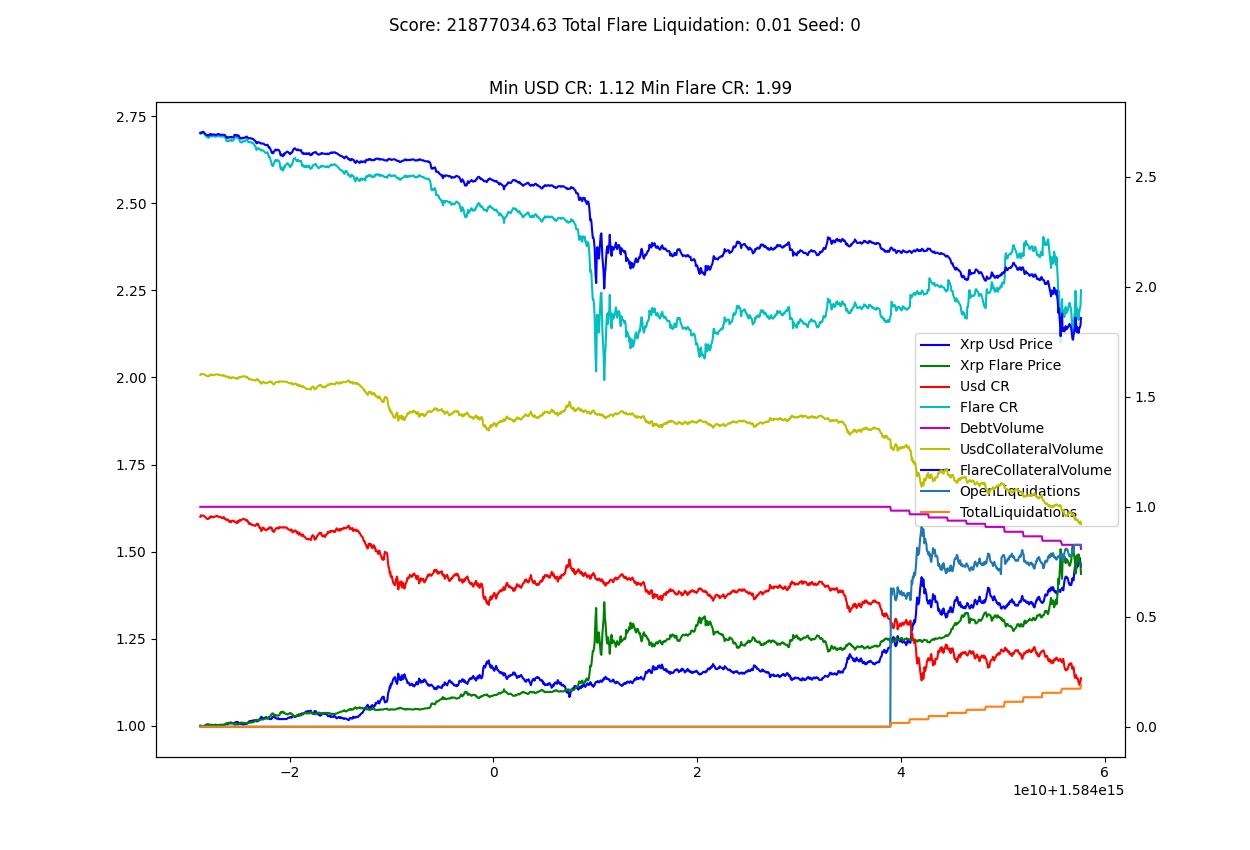 Score: 21877034.63 Total Flare Liquidation: 0.01 Seed: 0
Min USD CR: 1.12 Min Flare CR: 1.99
2.75
2.50
2.25
2.00
1.75
1.50
1.25
1.00
2.5
2.0
1.5
1.0
0.5
0.0
Xrp Usd Price
Xrp Flare Price
Usd CR
Flare CR
DebtVolume
UsdCollateralVolume
FlareCollateralVolume
OpenLiquidations
TotalLiquidations
−2
0
2
4
6
1e10+1.584e15